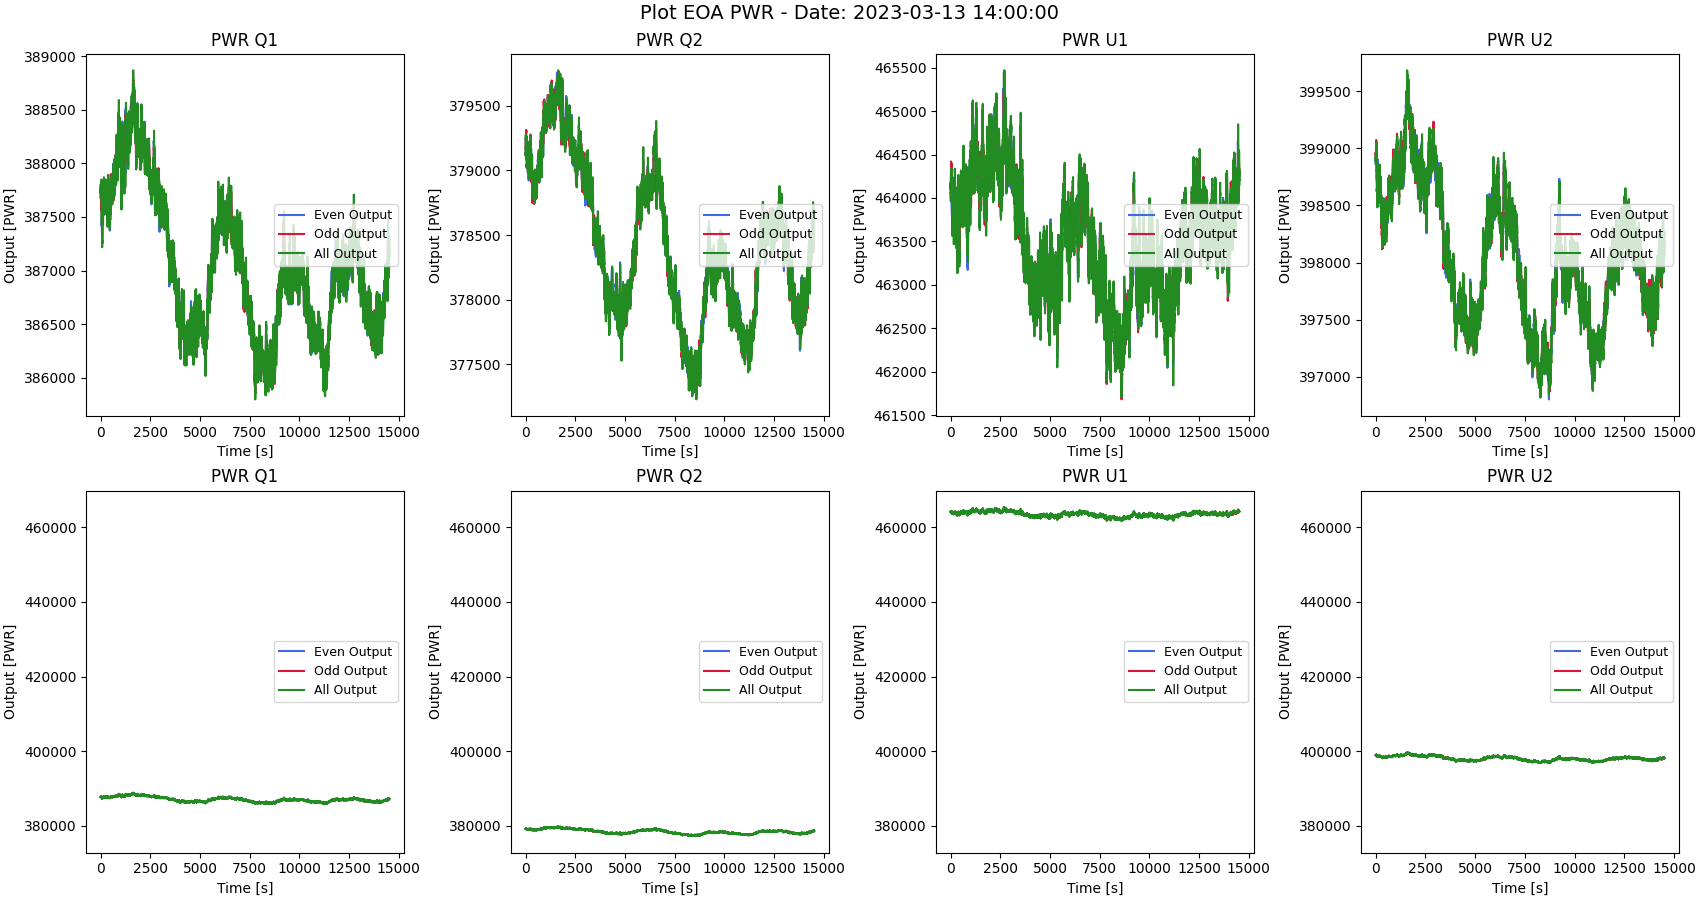 Plot EOA PWR - Date: 2023-03-13 14:00:00
PWR Q1
Output [PWR]
389000
388500
388000
387500
387000
386500
386000
0 2500 5000 7500 10000 12500 15000
Time [s]
Even Output
Odd Output
All Output
PWR Q2
Output [PWR]
379500
379000
378500
378000
377500
0 2500 5000 7500 10000 12500 15000
Time [s]
Even Output
Odd Output
All Output
PWR U1
Output [PWR]
465500
465000
464500
464000
463500
463000
462500
462000
461500
0 2500 5000 7500 10000 12500 15000
Time [s]
Even Output
Odd Output
All Output
PWR U2
Output [PWR]
399500
399000
398500
398000
397500
397000
0 2500 5000 7500 10000 12500 15000
Time [s]
Even Output
Odd Output
All Output
PWR Q1
Output [PWR]
460000
440000
420000
400000
380000
0 2500 5000 7500 10000 12500 15000
Time [s]
Even Output
Odd Output
All Output
PWR Q2
Output [PWR]
460000
440000
420000
400000
380000
0 2500 5000 7500 10000 12500 15000
Time [s]
Even Output
Odd Output
All Output
PWR U1
Output [PWR]
460000
440000
420000
400000
380000
0 2500 5000 7500 10000 12500 15000
Time [s]
Even Output
Odd Output
All Output
PWR U2
Output [PWR]
460000
440000
420000
400000
380000
0 2500 5000 7500 10000 12500 15000
Time [s]
Even Output
Odd Output
All Output